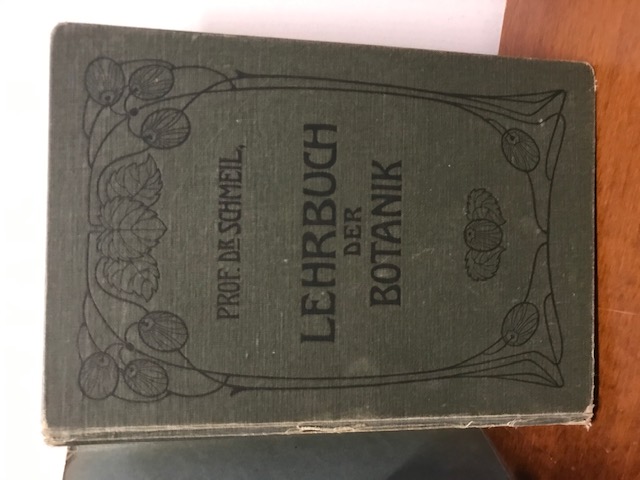 PROF. DR. SCHMEIL,
LEHRBUCH
DER
BOTANIK